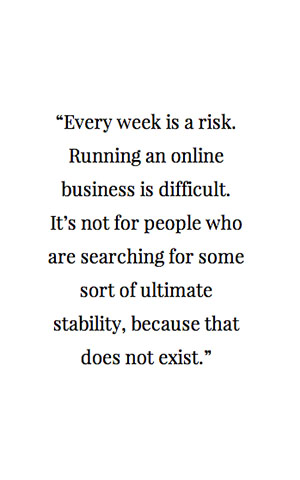 “Every week is a risk.
Running an online
business is difficult.
It’s not for people who
are searching for some
sort of ultimate
stability, because that
does not exist.”